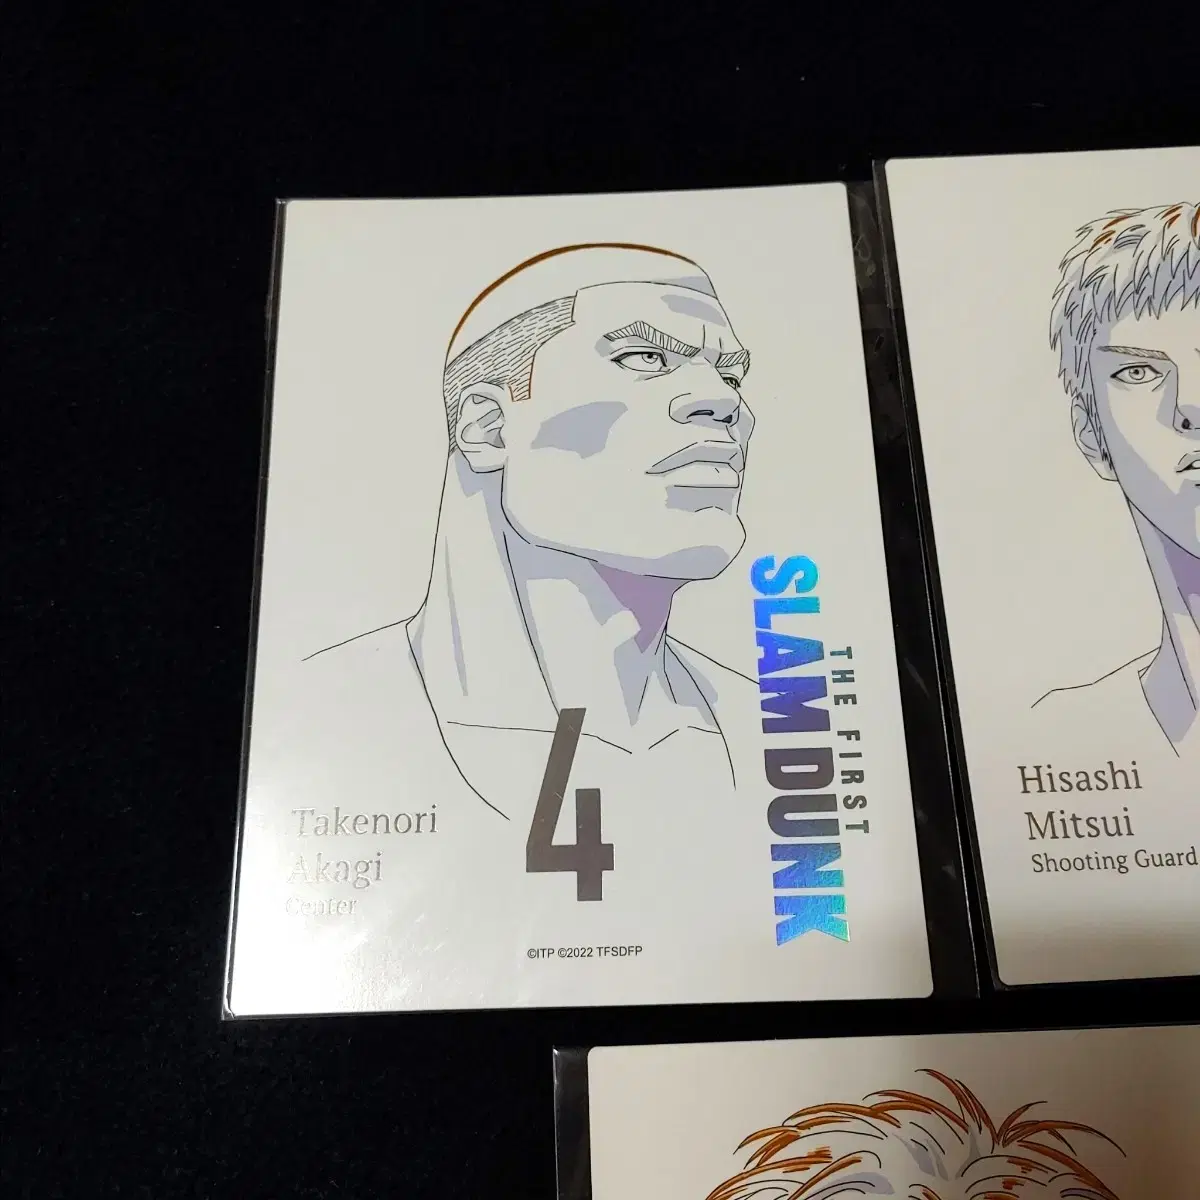 Takenori
Akagi
Center
4
THE FIRST
SLAM DUNK
©ITP ©2022 TFSDFP
Hisashi
Mitsui
Shooting Guard